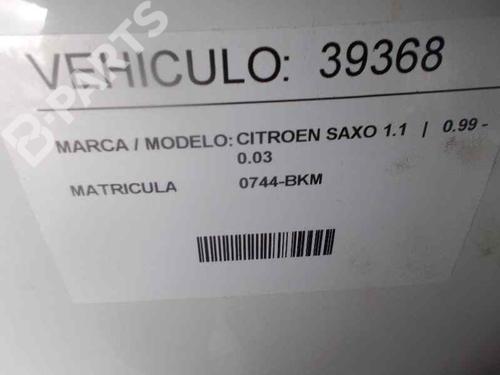 VEHICULO: 39368
MARCA / MODELO: CITROEN SAXO 1.1 | 0.99 -
0.03
MATRICULA 0744-BKM
B-PARTS